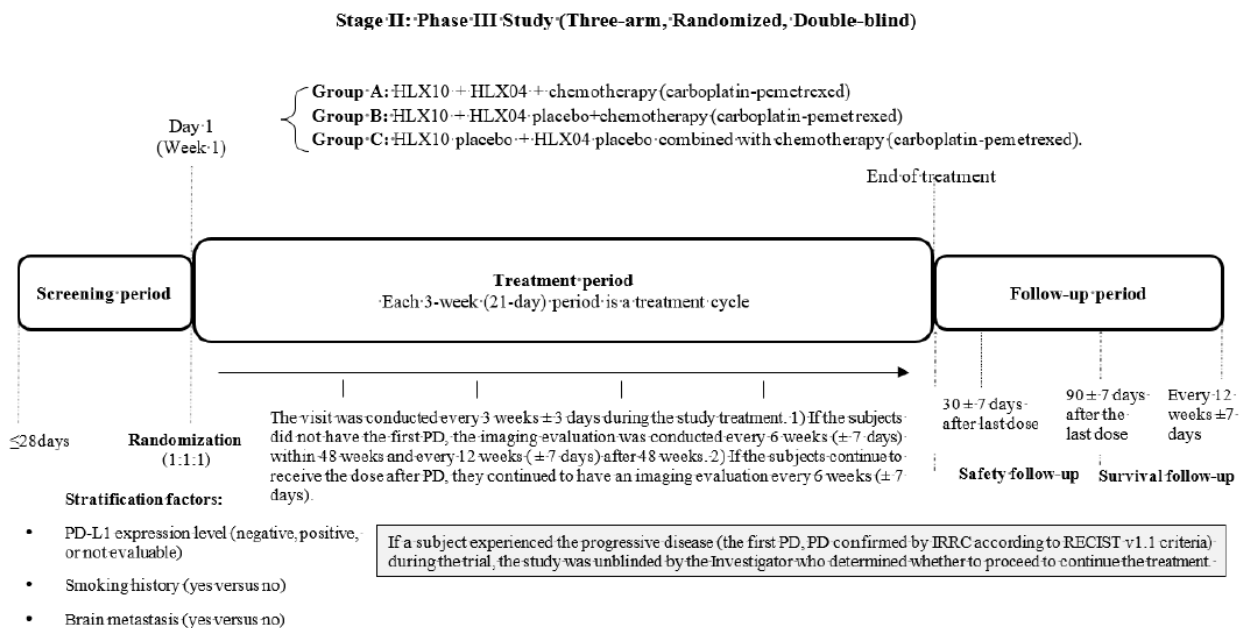 Stage II: Phase III Study (Three-arm, Randomized, Double-blind)
Group A: HLX10 + HLX04 + chemotherapy (carboplatin-pemetrexed)
Group B: HLX10 + HLX04 placebo+chemotherapy (carboplatin-pemetrexed)
Group C: HLX10 placebo + HLX04 placebo combined with chemotherapy (carboplatin-pemetrexed).
Day 1
(Week 1)
End of treatment
Screening period
Treatment period
Each 3-week (21-day) period is a treatment cycle
Follow-up period
≤28days
Randomization
(1:1:1)
The visit was conducted every 3 weeks ±3 days during the study treatment. 1) If the subjects
did not have the first PD, the imaging evaluation was conducted every 6 weeks (± 7 days)
within 48 weeks and every 12 weeks (±7 days) after 48 weeks. 2) If the subjects continue to
receive the dose after PD, they continued to have an imaging evaluation every 6 weeks (± 7
days).
30 ± 7 days
after last dose
90 ± 7 days
after the
last dose
Every 12
weeks ±7
days
Safety follow-up
Survival follow-up
Stratification factors:
• PD-L1 expression level (negative, positive,
or not evaluable)
• Smoking history (yes versus no)
• Brain metastasis (yes versus no)
If a subject experienced the progressive disease (the first PD, PD confirmed by IRRC according to RECIST v1.1 criteria)
during the trial, the study was unblinded by the Investigator who determined whether to proceed to continue the treatment.